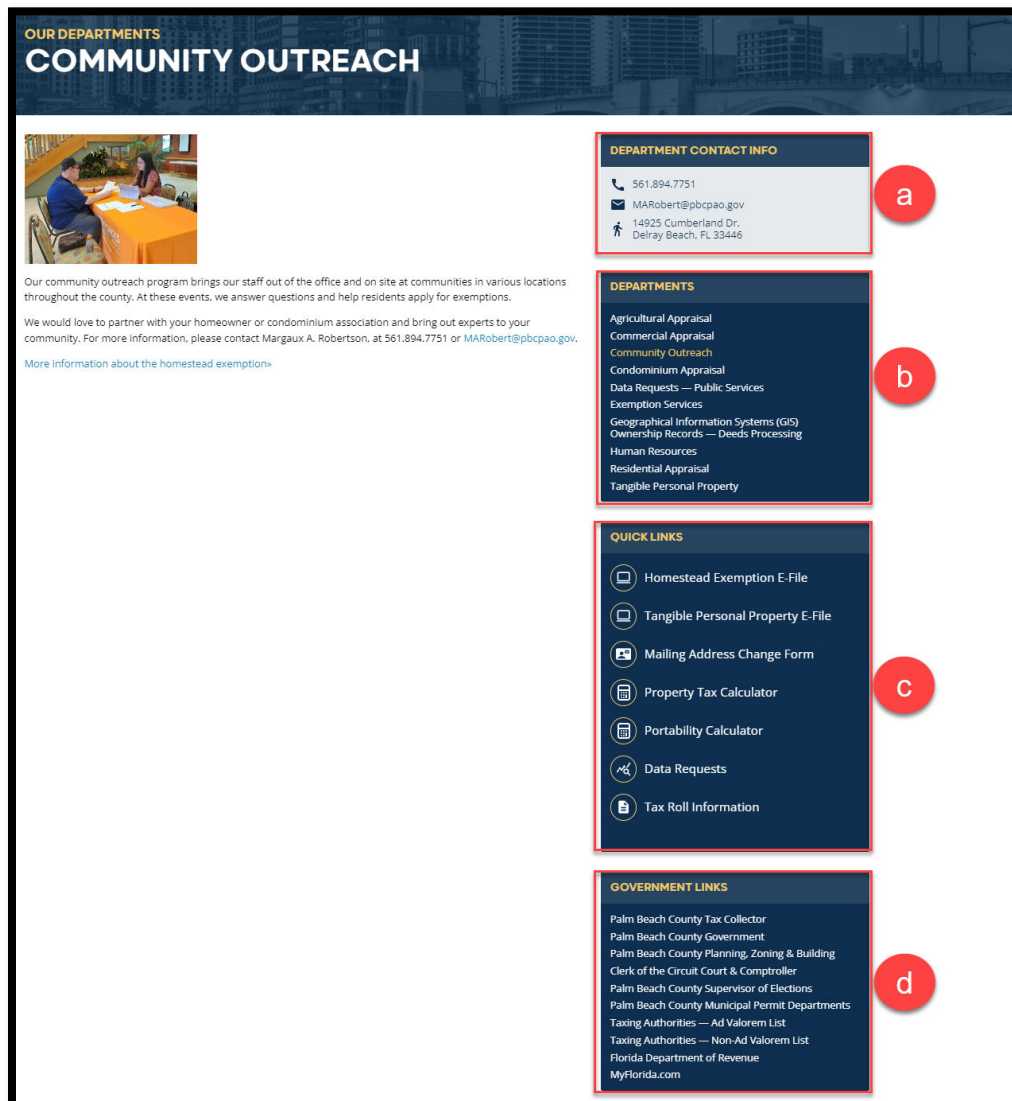 OUR DEPARTMENTS
COMMUNITY OUTREACH
Our community outreach program brings our staff out of the office and on site at communities in various locations
throughout the county. At these events, we answer questions and help residents apply for exemptions.
We would love to partner with your homeowner or condominium association and bring out experts to your
community. For more information, please contact Margaux A. Robertson, at 561.894.7751 or MARobert@pbcpao.gov.
More information about the homestead exemption»
DEPARTMENT CONTACT INFO
561.894.7751
MARobert@pbcpao.gov
14925 Cumberland Dr.
Delray Beach, FL 33446
a
DEPARTMENTS
Agricultural Appraisal
Commercial Appraisal
Community Outreach
Condominium Appraisal
Data Requests — Public Services
Exemption Services
Geographical Information Systems (GIS)
Ownership Records — Deeds Processing
Human Resources
Residential Appraisal
Tangible Personal Property
b
QUICK LINKS
Homestead Exemption E-File
Tangible Personal Property E-File
Mailing Address Change Form
Property Tax Calculator
Portability Calculator
Data Requests
Tax Roll Information
c
GOVERNMENT LINKS
Palm Beach County Tax Collector
Palm Beach County Government
Palm Beach County Planning, Zoning & Building
Clerk of the Circuit Court & Comptroller
Palm Beach County Supervisor of Elections
Palm Beach County Municipal Permit Departments
Taxing Authorities — Ad Valorem List
Taxing Authorities — Non-Ad Valorem List
Florida Department of Revenue
MyFlorida.com
d